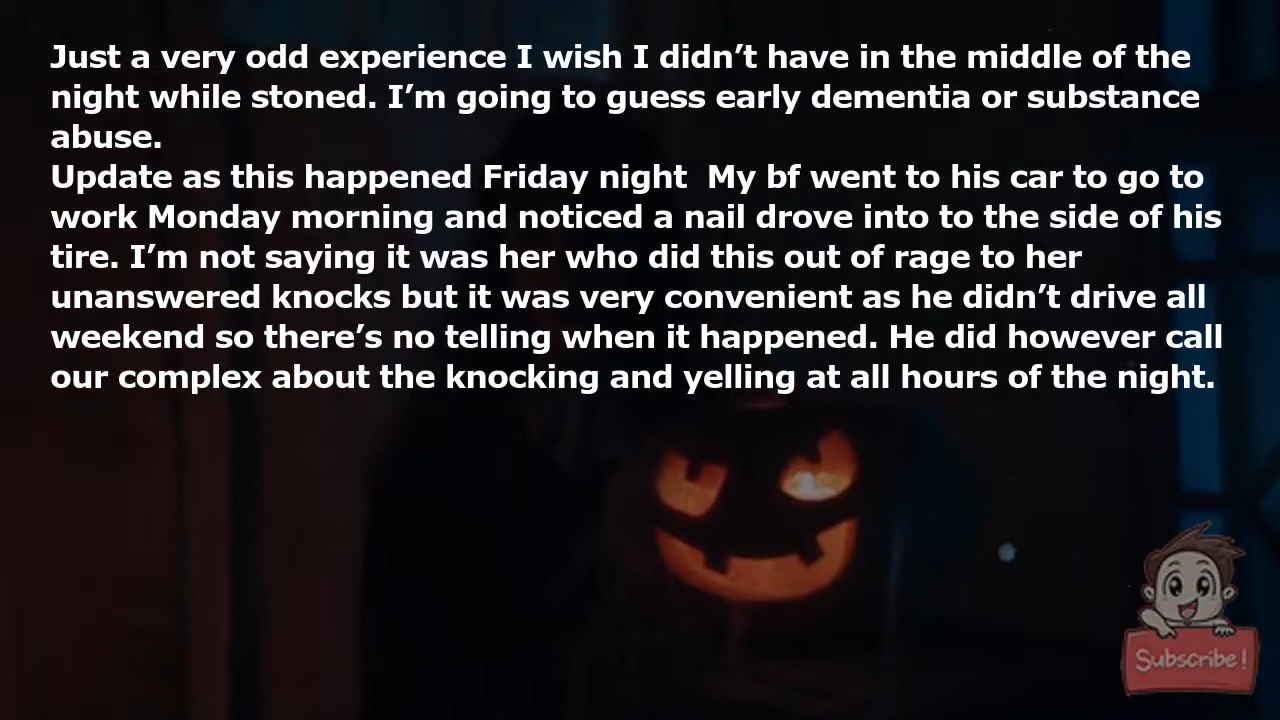 Just a very odd experience I wish I didn’t have in the middle of the
night while stoned. I’m going to guess early dementia or substance
abuse.
Update as this happened Friday night  My bf went to his car to go to
work Monday morning and noticed a nail drove into to the side of his
tire. I’m not saying it was her who did this out of rage to her
unanswered knocks but it was very convenient as he didn’t drive all
weekend so there’s no telling when it happened. He did however call
our complex about the knocking and yelling at all hours of the night.
Subscribe!